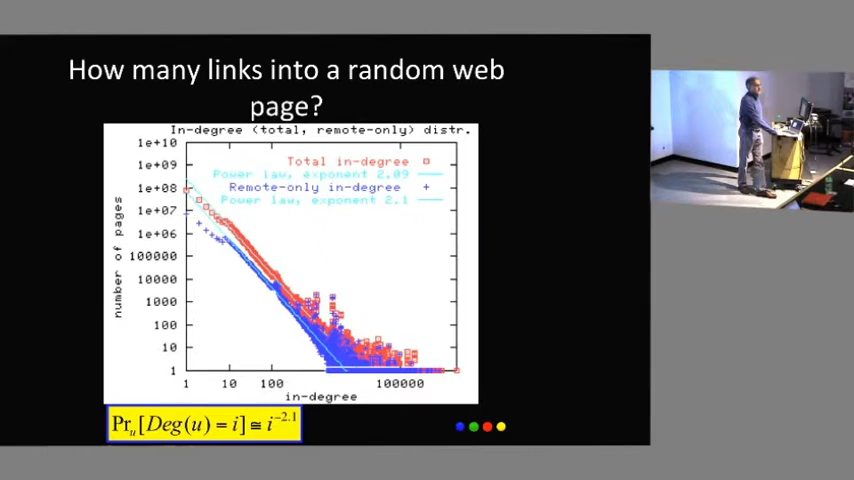 How many links into a random web
page?
In-degree (total, remote-only) distr.
1e+10
1e+09
1e+08
1e+07
1e+06
100000
10000
1000
100
10
1
number of pages
Total in-degree
Power law, exponent 2.09
Remote-only in-degree
Power law, exponent 2.1
1 10 100 100000
in-degree
Pr_u[Deg(u) = i] ≅ i^-2.1